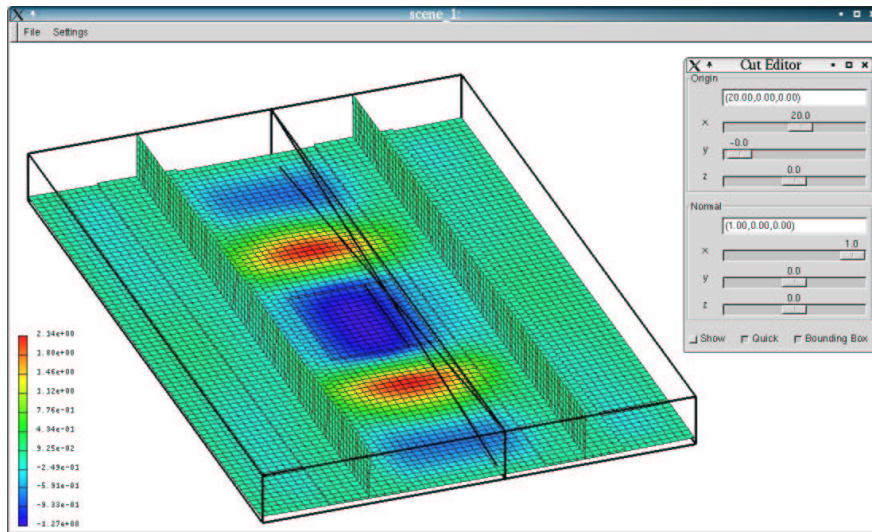 scene_1:
File Settings
Cut Editor
Origin
(20.00,0.00,0.00)
20.0
x
-0.0
y
0.0
z
Normal
(1.00,0.00,0.00)
1.0
x
0.0
y
0.0
z
Show Quick Bounding Box
2.14e+00
1.80e+00
1.46e+00
1.12e+00
7.76e-01
4.34e-01
9.25e-02
-2.49e-01
-5.91e-01
-9.33e-01
-1.27e+00